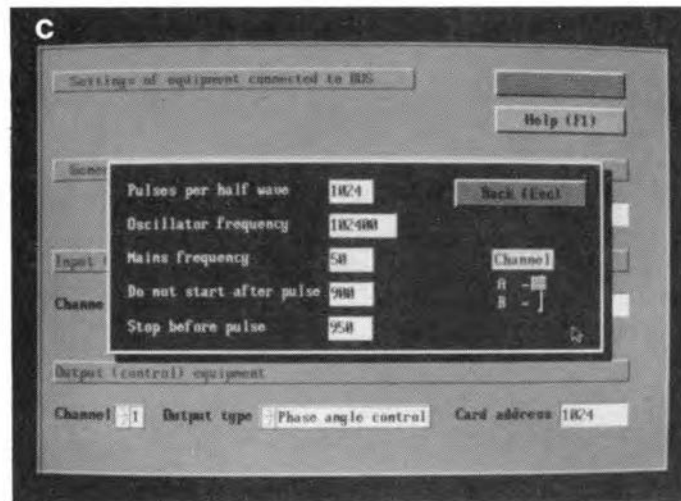 C
Settings of equipment connected to BUS
Help (F1)
Pulses per half wave 1024
Back (Esc)
Oscillator frequency 102400
Mains frequency 50
Channel
Do not start after pulse 900
A
B
Stop before pulse 950
Input
Channel
Output (control) equipment
Channel 1 Output type Phase angle control Card address 1024